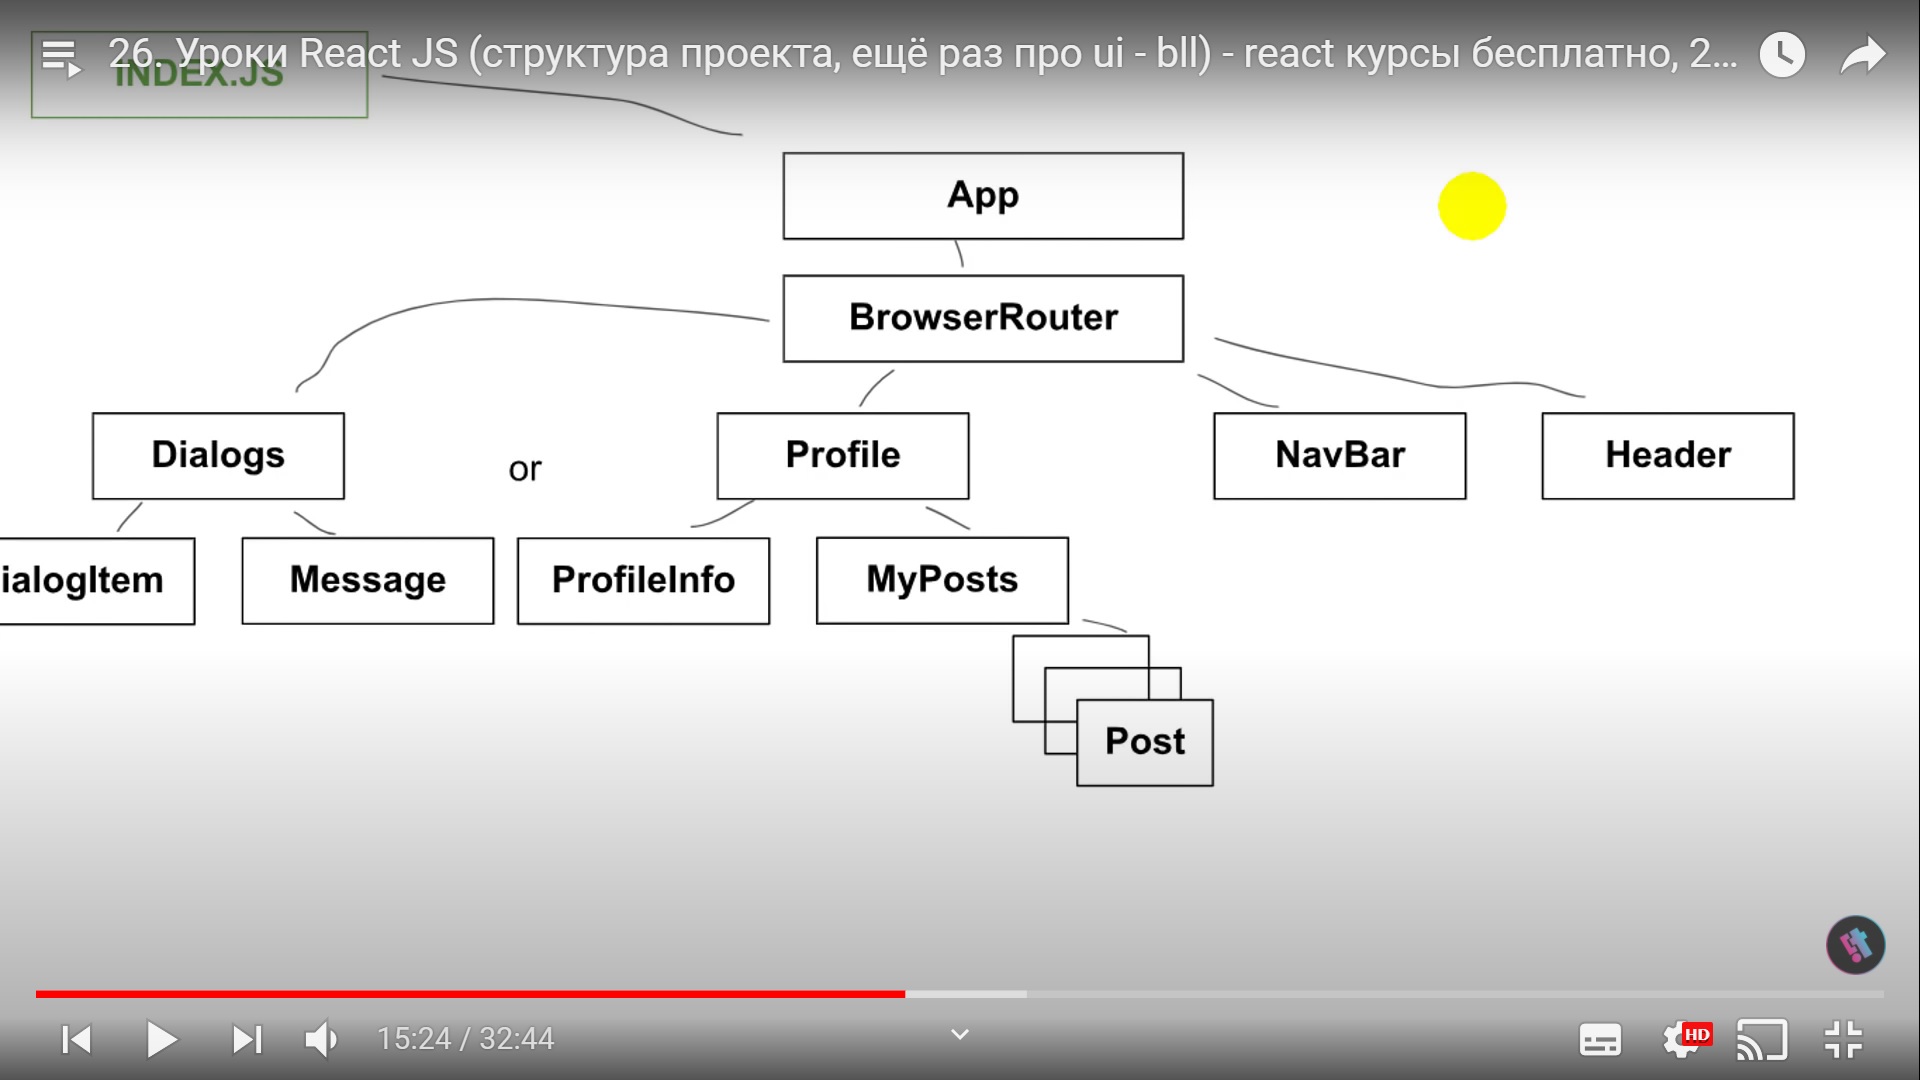 26. Уроки React JS (структура проекта, ещё раз про ui - bll) - react курсы бесплатно, 2...
INDEX.JS
App
BrowserRouter
Dialogs
or
Profile
NavBar
Header
ialogItem
Message
ProfileInfo
MyPosts
Post
15:24 / 32:44
HD